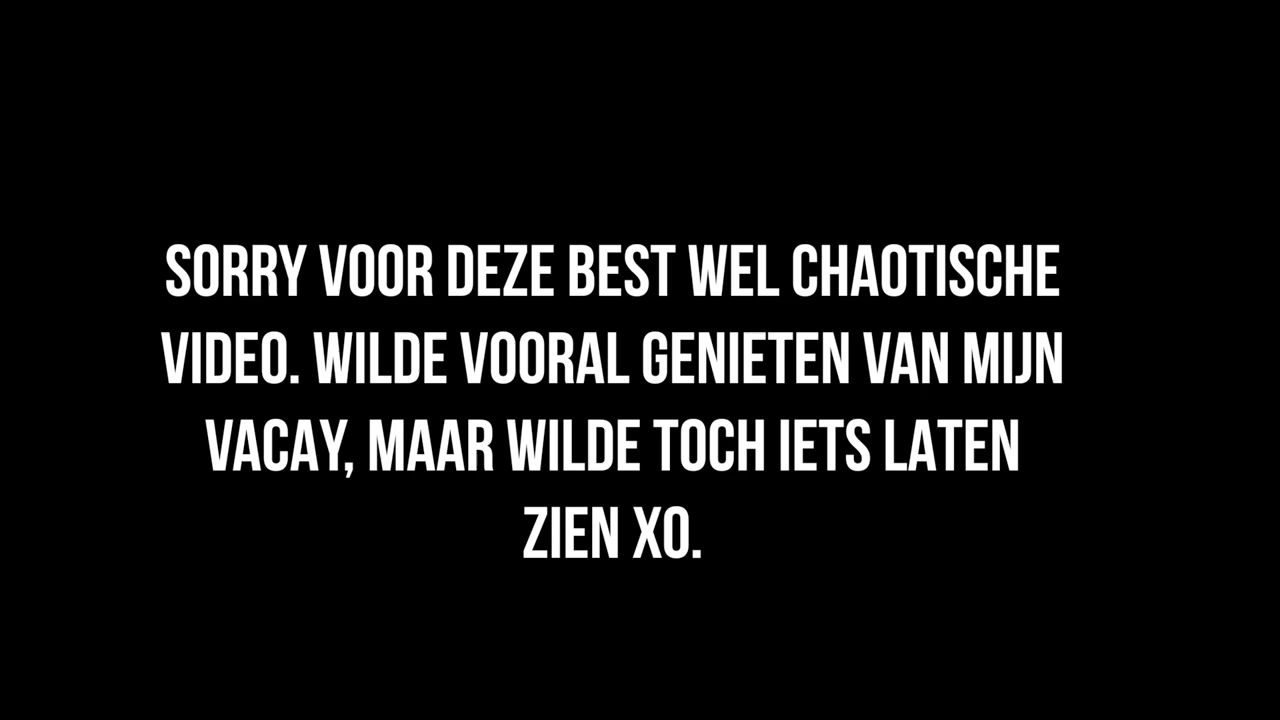 SORRY VOOR DEZE BEST WEL CHAOTISCHE
VIDEO. WILDE VOORAL GENIETEN VAN MIJN
VACAY, MAAR WILDE TOCH IETS LATEN
ZIEN XO.